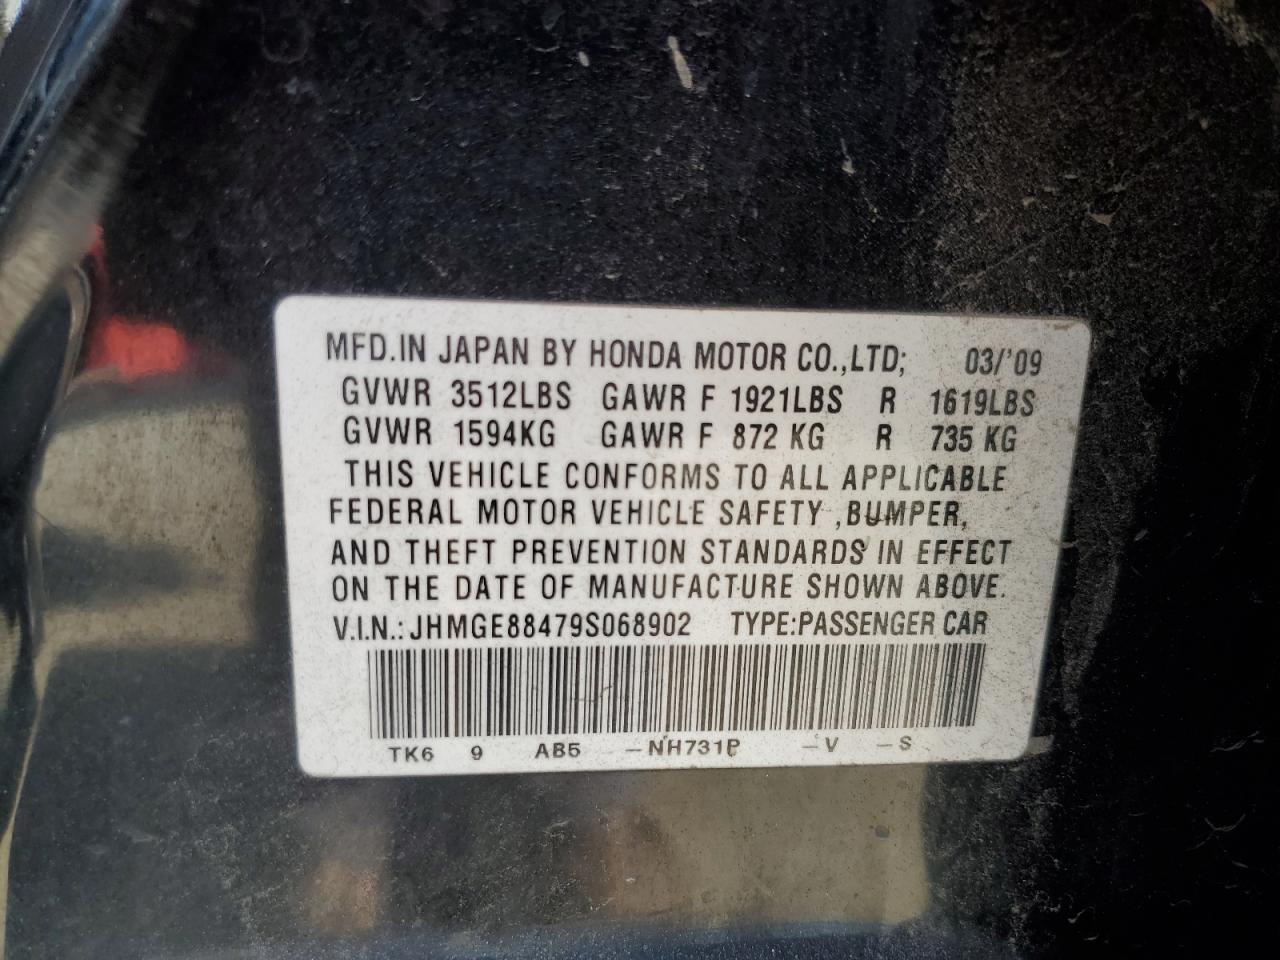 MFD.IN JAPAN BY HONDA MOTOR CO.,LTD; 03/'09
GVWR 3512LBS GAWR F 1921LBS R 1619LBS
GVWR 1594KG GAWR F 872 KG R 735 KG
THIS VEHICLE CONFORMS TO ALL APPLICABLE
FEDERAL MOTOR VEHICLE SAFETY ,BUMPER,
AND THEFT PREVENTION STANDARDS IN EFFECT
ON THE DATE OF MANUFACTURE SHOWN ABOVE.
V.I.N.: JHMGE88479S068902 TYPE:PASSENGER CAR
TK6 9 AB5 –NH731P –V –S